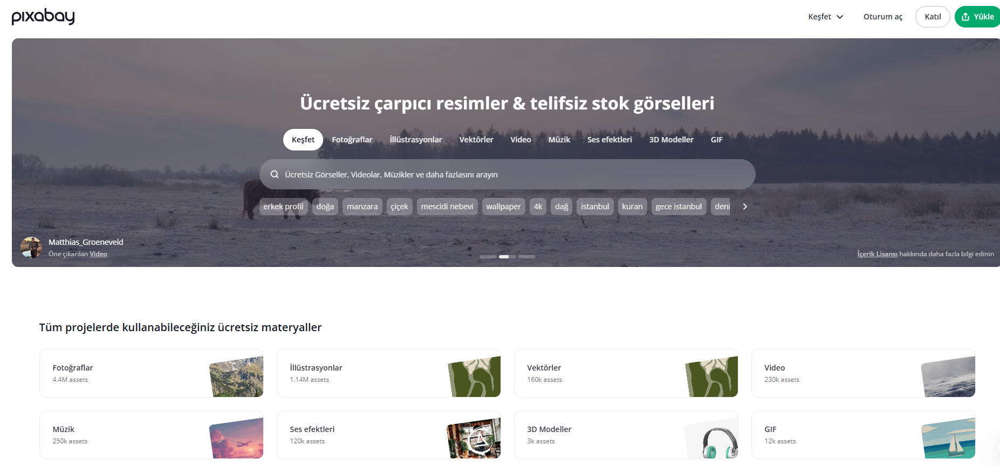 pixabay
Keşfet Oturum aç Katıl Yükle
Ücretsiz çarpıcı resimler & telifsiz stok görselleri
Keşfet Fotoğraflar İllüstrasyonlar Vektörler Video Müzik Ses efektleri 3D Modeller GIF
Ücretsiz Görseller, Videolar, Müzikler ve daha fazlasını arayın
erkek profil doğa manzara çiçek mescidi nebevi wallpaper 4k dağ istanbul kuran gece istanbul deni
Matthias_Groeneveld
Öne çıkarılan Video
İçerik Lisansı hakkında daha fazla bilgi edinin
Tüm projelerde kullanabileceğiniz ücretsiz materyaller
Fotoğraflar
4.4M assets
İllüstrasyonlar
1.14M assets
Vektörler
160k assets
Video
230k assets
Müzik
250k assets
Ses efektleri
120k assets
3D Modeller
3k assets
GIF
12k assets